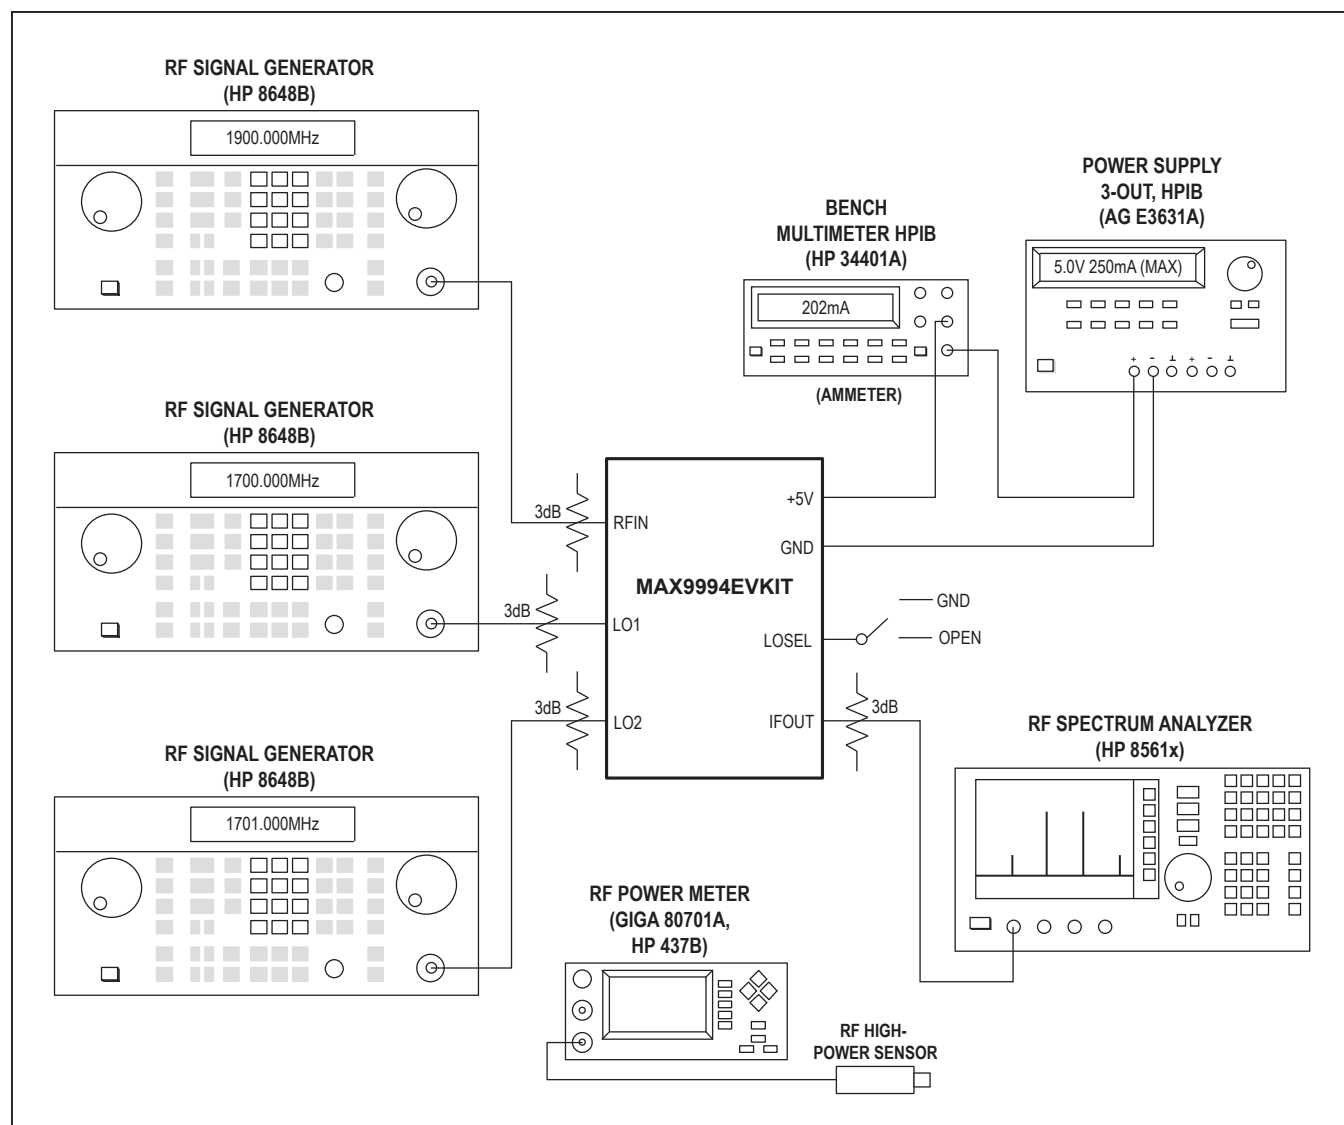 RF SIGNAL GENERATOR
(HP 8648B)
1900.000MHz
POWER SUPPLY
3-OUT, HPIB
(AG E3631A)
5.0V 250mA (MAX)
+ - ⊥ + - ⊥
BENCH
MULTIMETER HPIB
(HP 34401A)
202mA
(AMMETER)
RF SIGNAL GENERATOR
(HP 8648B)
1700.000MHz
3dB
RFIN
+5V
GND
MAX9994EVKIT
3dB
LO1
LOSEL
GND
OPEN
3dB
LO2
IFOUT
3dB
RF SIGNAL GENERATOR
(HP 8648B)
1701.000MHz
RF SPECTRUM ANALYZER
(HP 8561x)
RF POWER METER
(GIGA 80701A,
HP 437B)
RF HIGH-
POWER SENSOR